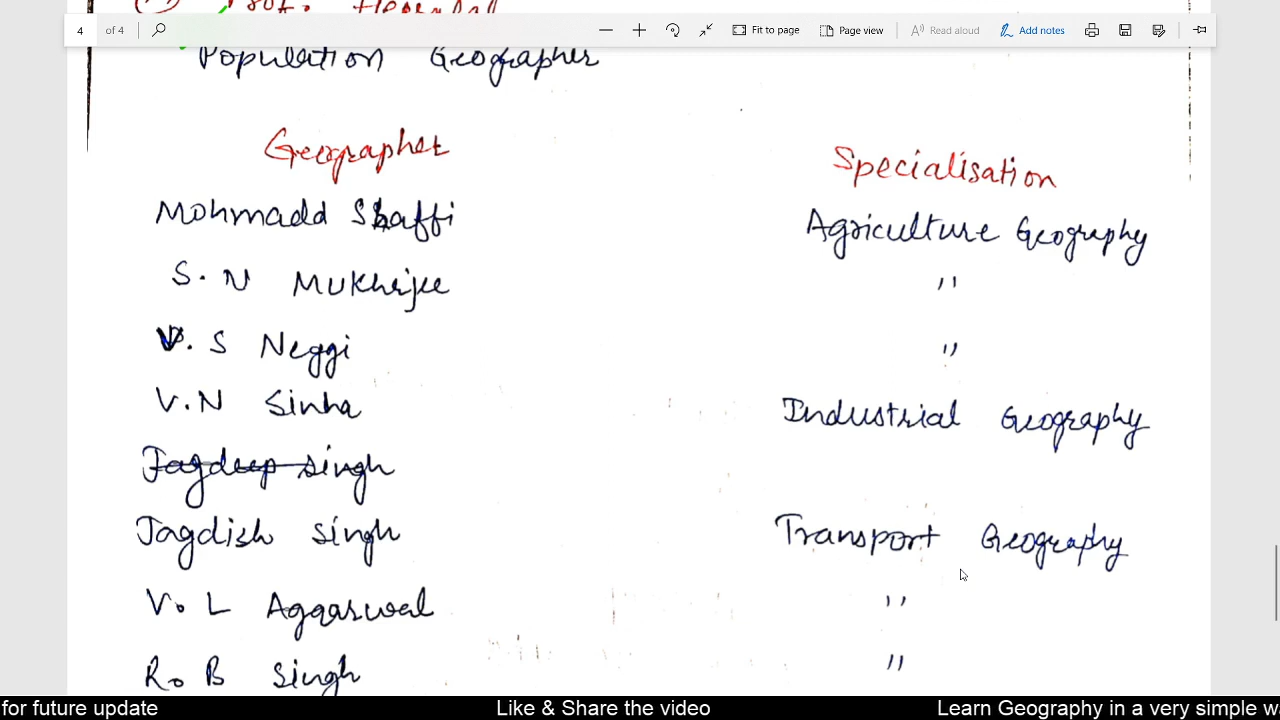 4 of 4 Fit to page Page view Read aloud Add notes
Population Geographer
Geographer Specialisation
Mohmadd Shaffi Agriculture Geography
S. N Mukhrjee "
V. S Neggi "
V.N Sinha Industrial Geography
Jagdeep singh
Jagdish singh Transport Geography
V. L Aggarwal "
R. B Singh "
for future update Like & Share the video Learn Geography in a very simple w